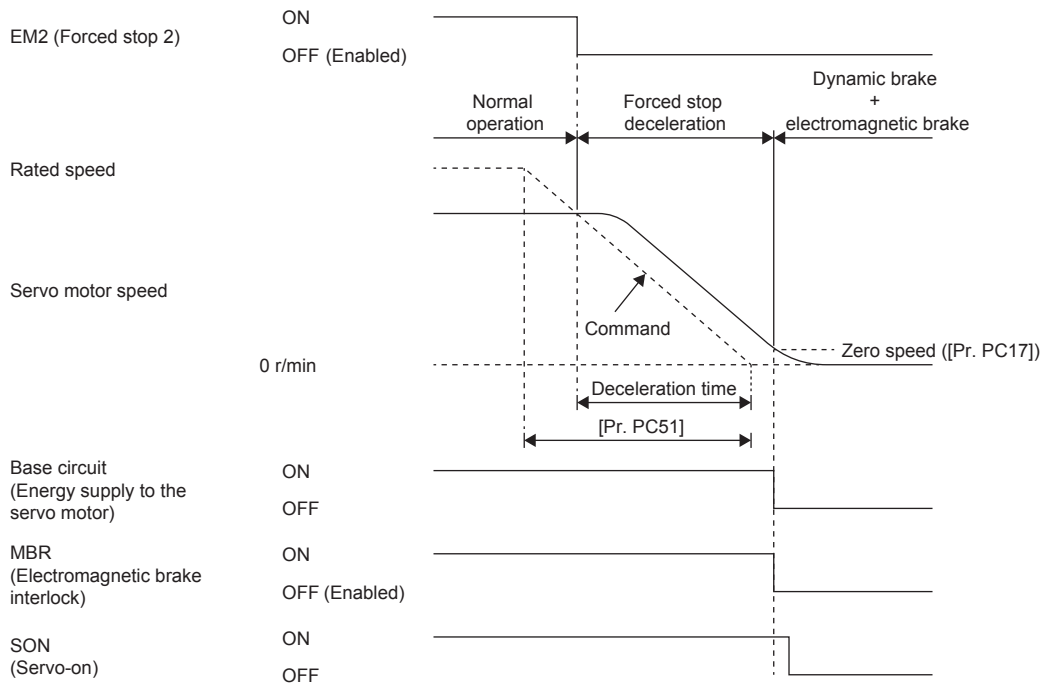 EM2 (Forced stop 2)
ON
OFF (Enabled)
Normal
operation
Forced stop
deceleration
Dynamic brake
+
electromagnetic brake
Rated speed
Servo motor speed
Command
Zero speed ([Pr. PC17])
0 r/min
Deceleration time
[Pr. PC51]
Base circuit
(Energy supply to the
servo motor)
ON
OFF
MBR
(Electromagnetic brake
interlock)
ON
OFF (Enabled)
SON
(Servo-on)
ON
OFF